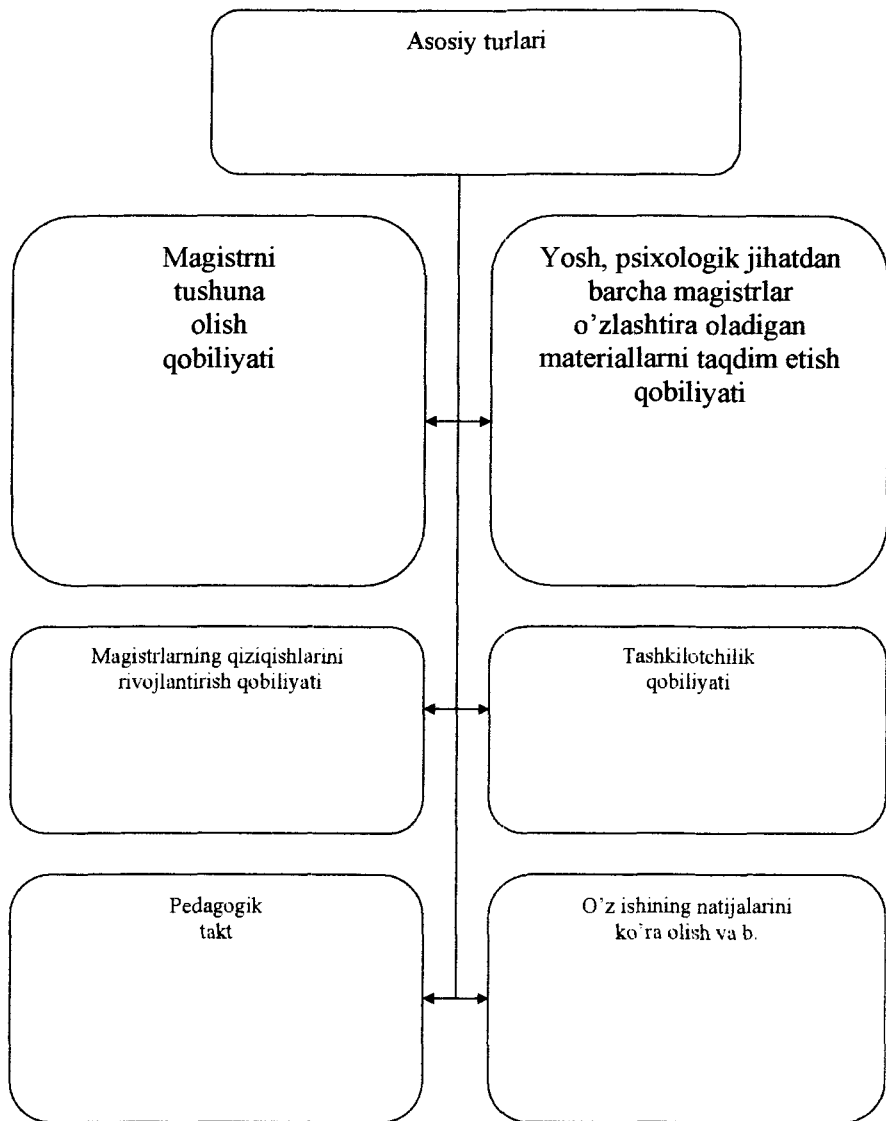 Asosiy turlari
Magistrni
tushuna
olish
qobiliyati
Yosh, psixologik jihatdan
barcha magistrlar
o’zlashtira oladigan
materiallarni taqdim etish
qobiliyati
Magistrlarning qiziqishlarini
rivojlantirish qobiliyati
Tashkilotchilik
qobiliyati
Pedagogik
takt
O’z ishining natijalarini
ko’ra olish va b.